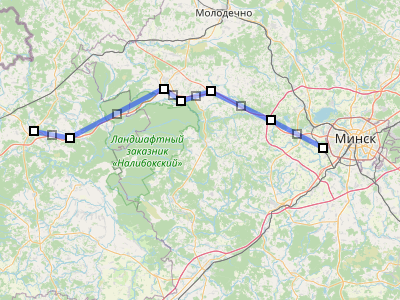 Молодечно
Минск
Ландшафтный
заказник
«Налибокский»